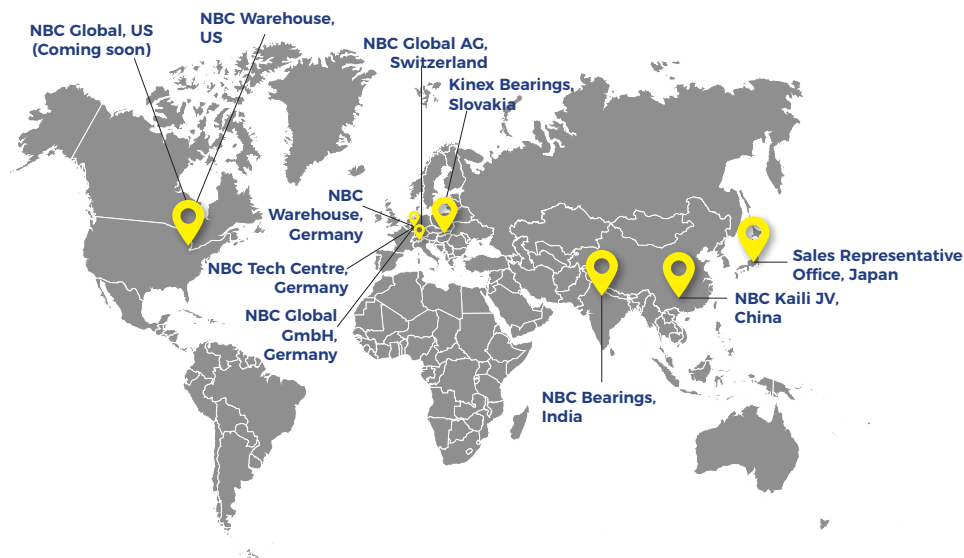 NBC Global, US
(Coming soon)
NBC Warehouse,
US
NBC Global AG,
Switzerland
Kinex Bearings,
Slovakia
NBC
Warehouse,
Germany
NBC Tech Centre,
Germany
NBC Global
GmbH,
Germany
Sales Representative
Office, Japan
NBC Kaili JV,
China
NBC Bearings,
India